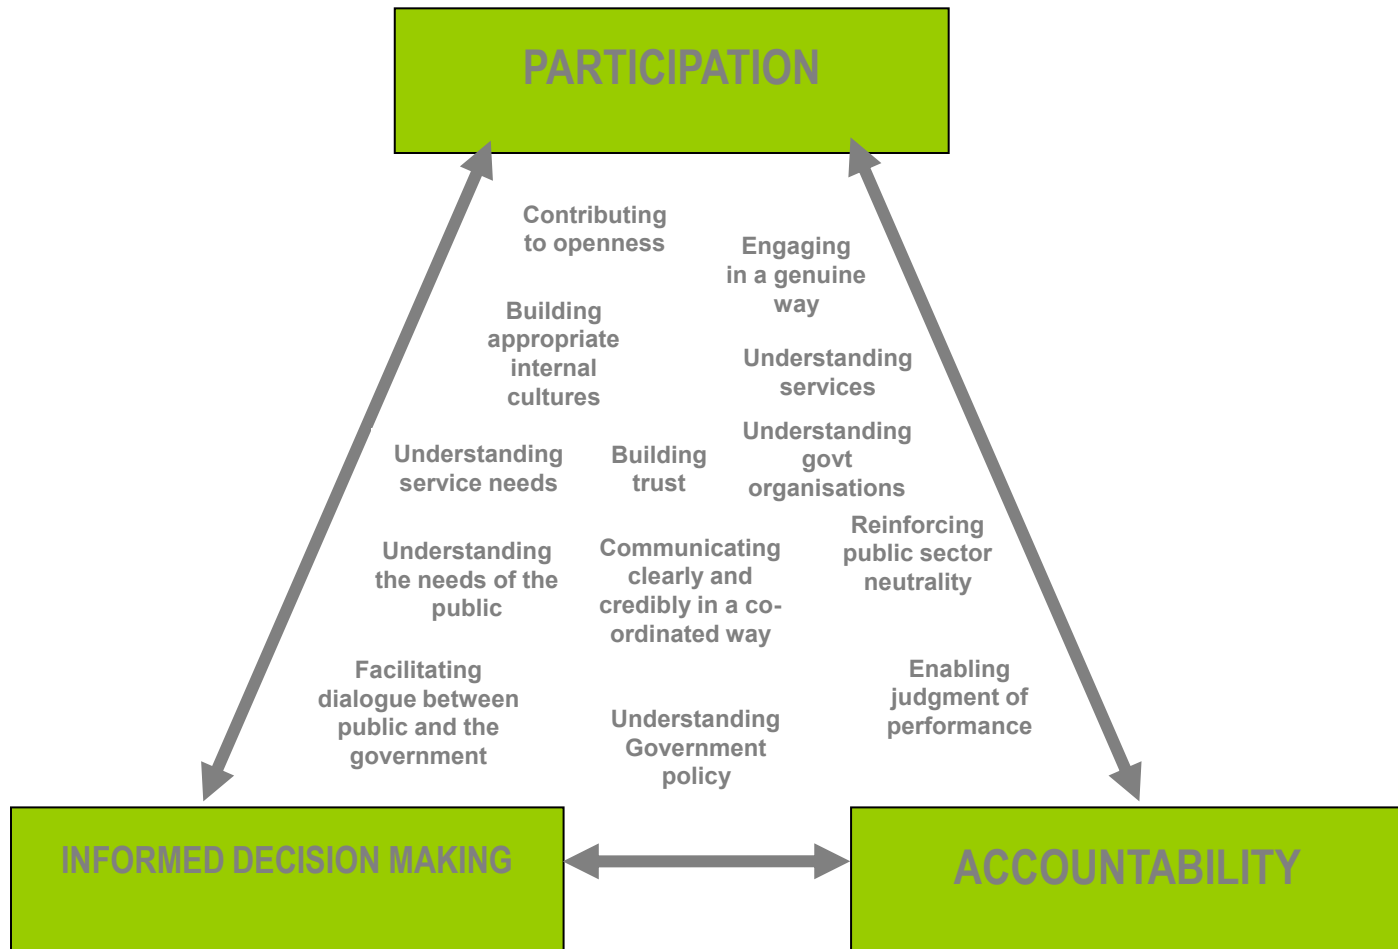 PARTICIPATION
Contributing
to openness
Engaging
in a genuine
way
Building
appropriate
internal
cultures
Understanding
services
Understanding
service needs
Building
trust
Understanding
govt
organisations
Reinforcing
public sector
neutrality
Understanding
the needs of the
public
Communicating
clearly and
credibly in a co-
ordinated way
Facilitating
dialogue between
public and the
government
Understanding
Government
policy
Enabling
judgment of
performance
INFORMED DECISION MAKING
ACCOUNTABILITY